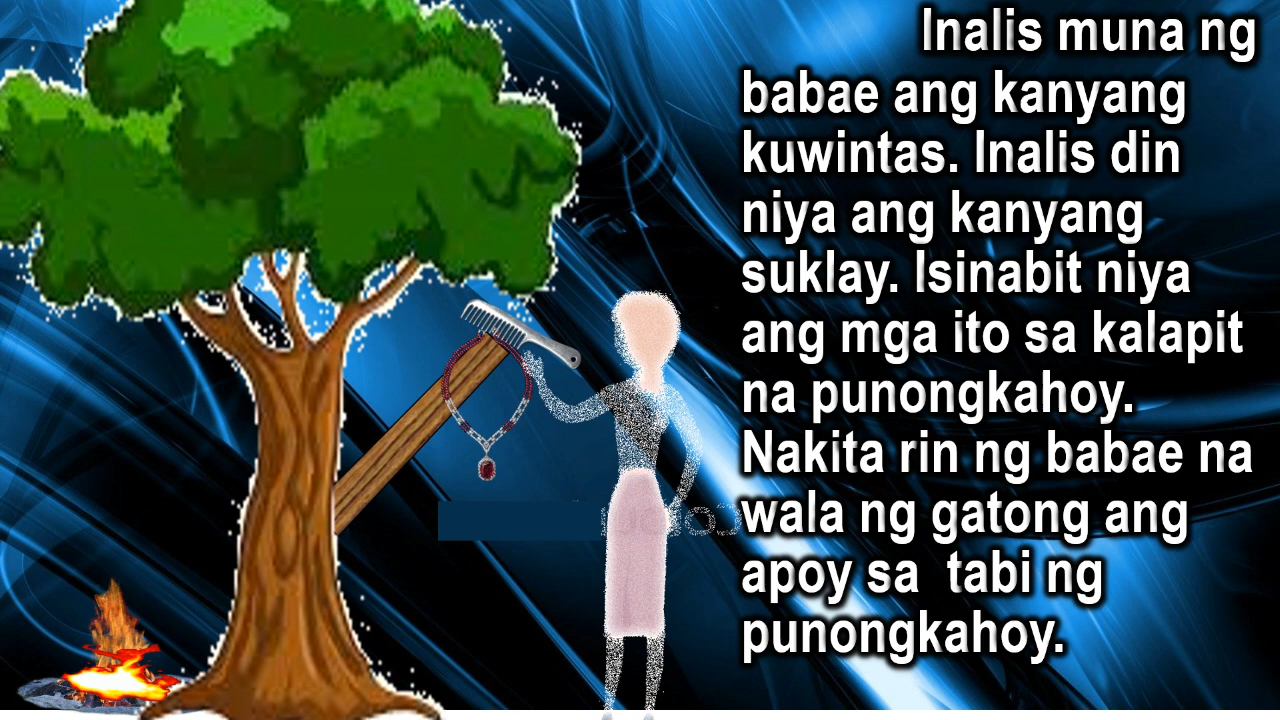 Inalis muna ng
babae ang kanyang
kuwintas. Inalis din
niya ang kanyang
suklay. Isinabit niya
ang mga ito sa kalapit
na punongkahoy.
Nakita rin ng babae na
wala ng gatong ang
apoy sa  tabi ng
punongkahoy.